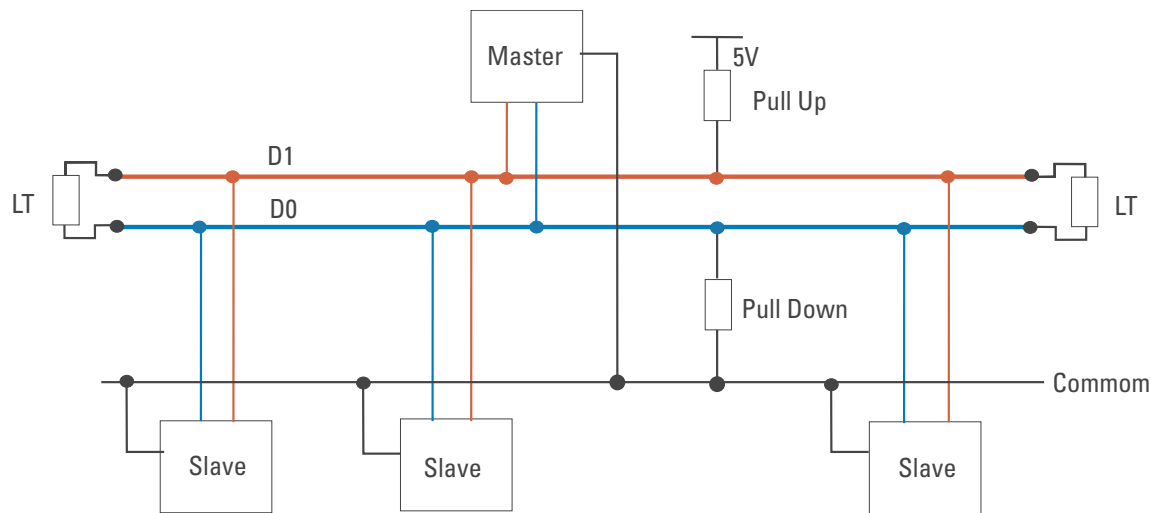 Master
5V
Pull Up
D1
LT
D0
LT
Pull Down
Commom
Slave
Slave
Slave